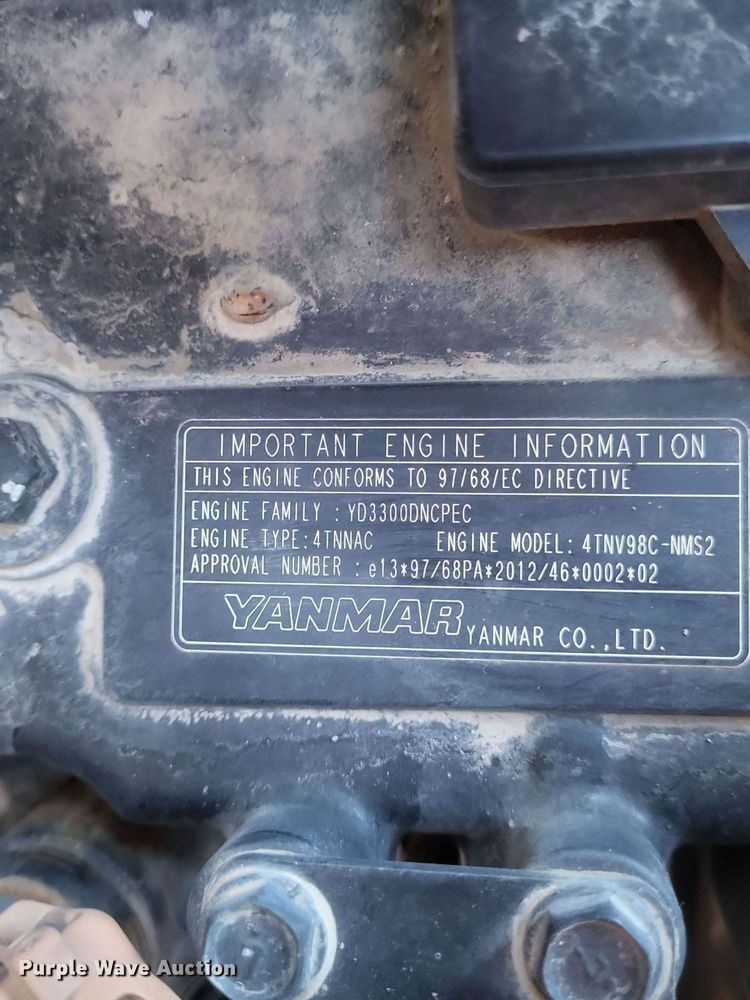 IMPORTANT ENGINE INFORMATION
THIS ENGINE CONFORMS TO 97/68/EC DIRECTIVE
ENGINE FAMILY : YD3300DNCPEC
ENGINE TYPE:4TNNAC ENGINE MODEL: 4TNV98C-NMS2
APPROVAL NUMBER : e13*97/68PA*2012/46*0002*02
YANMAR YANMAR CO.,LTD.
Purple Wave Auction